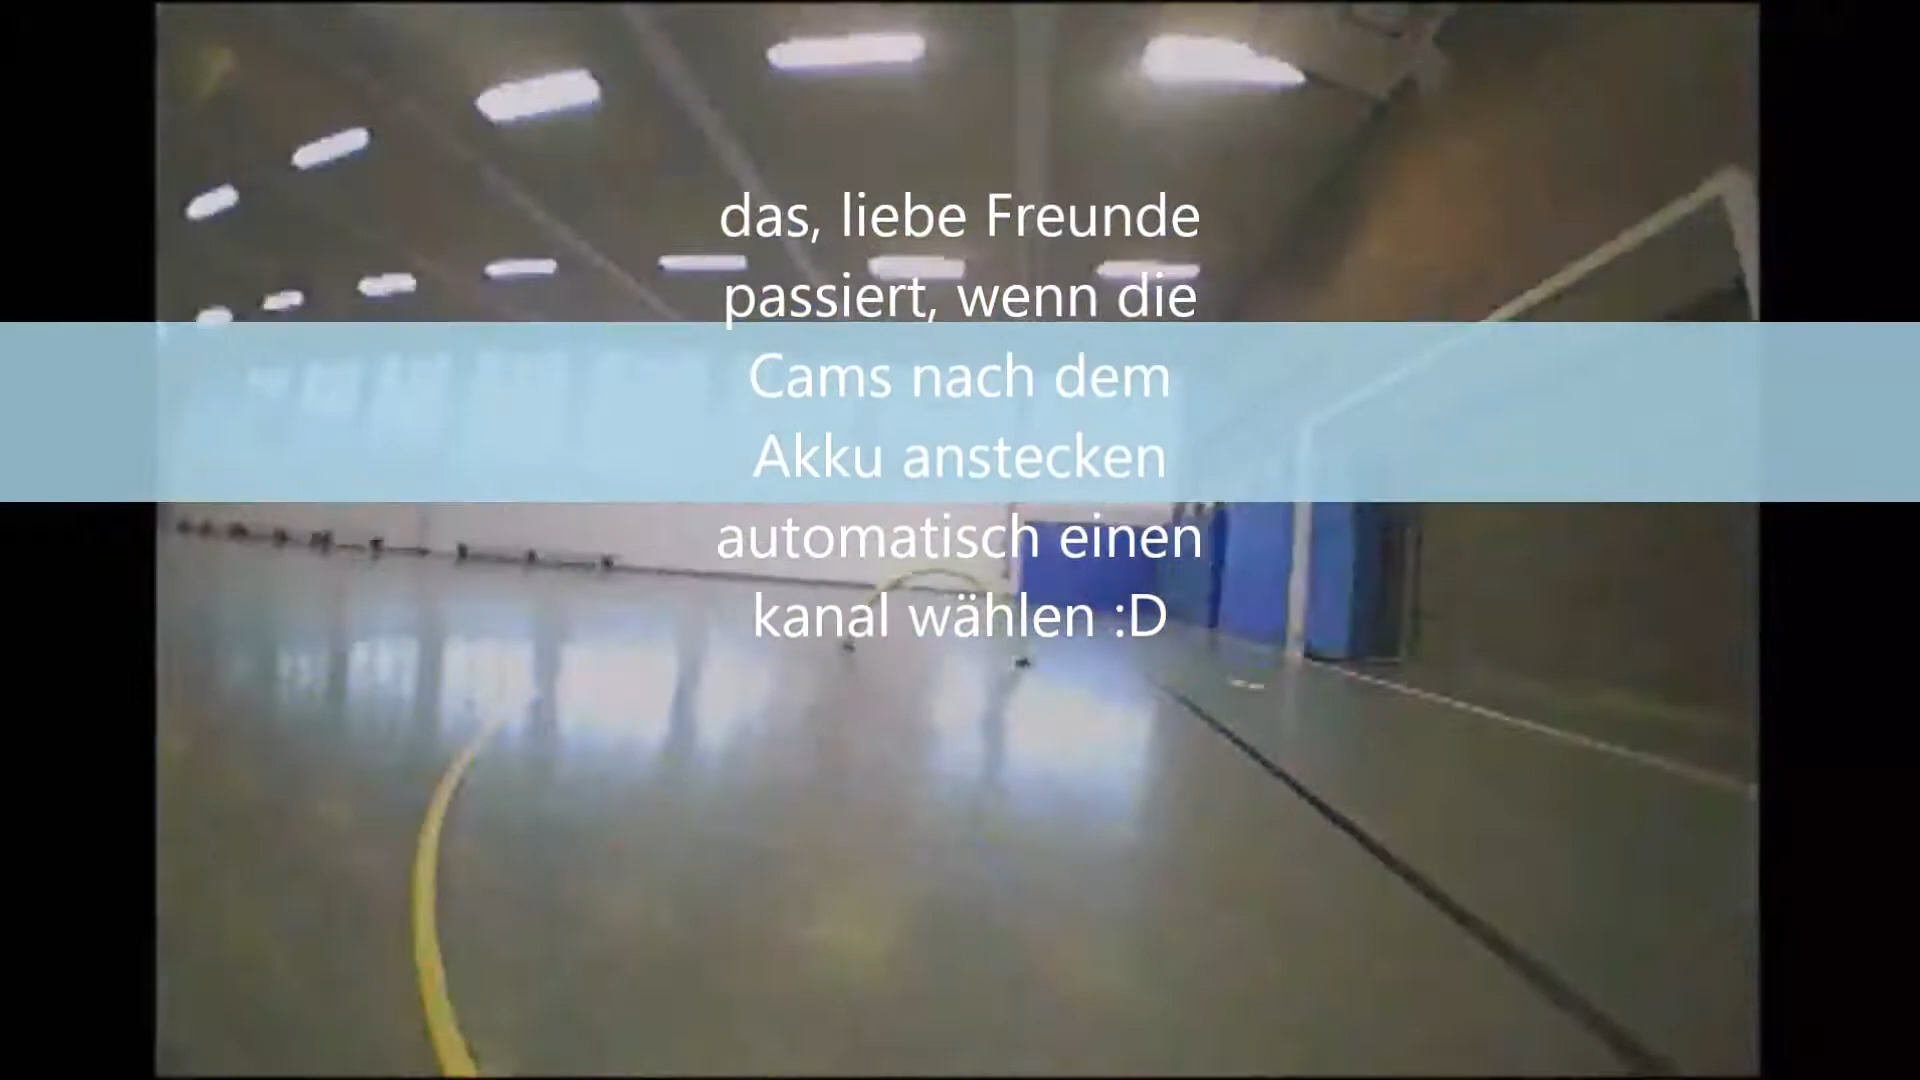 das, liebe Freunde
passiert, wenn die
Cams nach dem
Akku anstecken
automatisch einen
kanal wählen :D